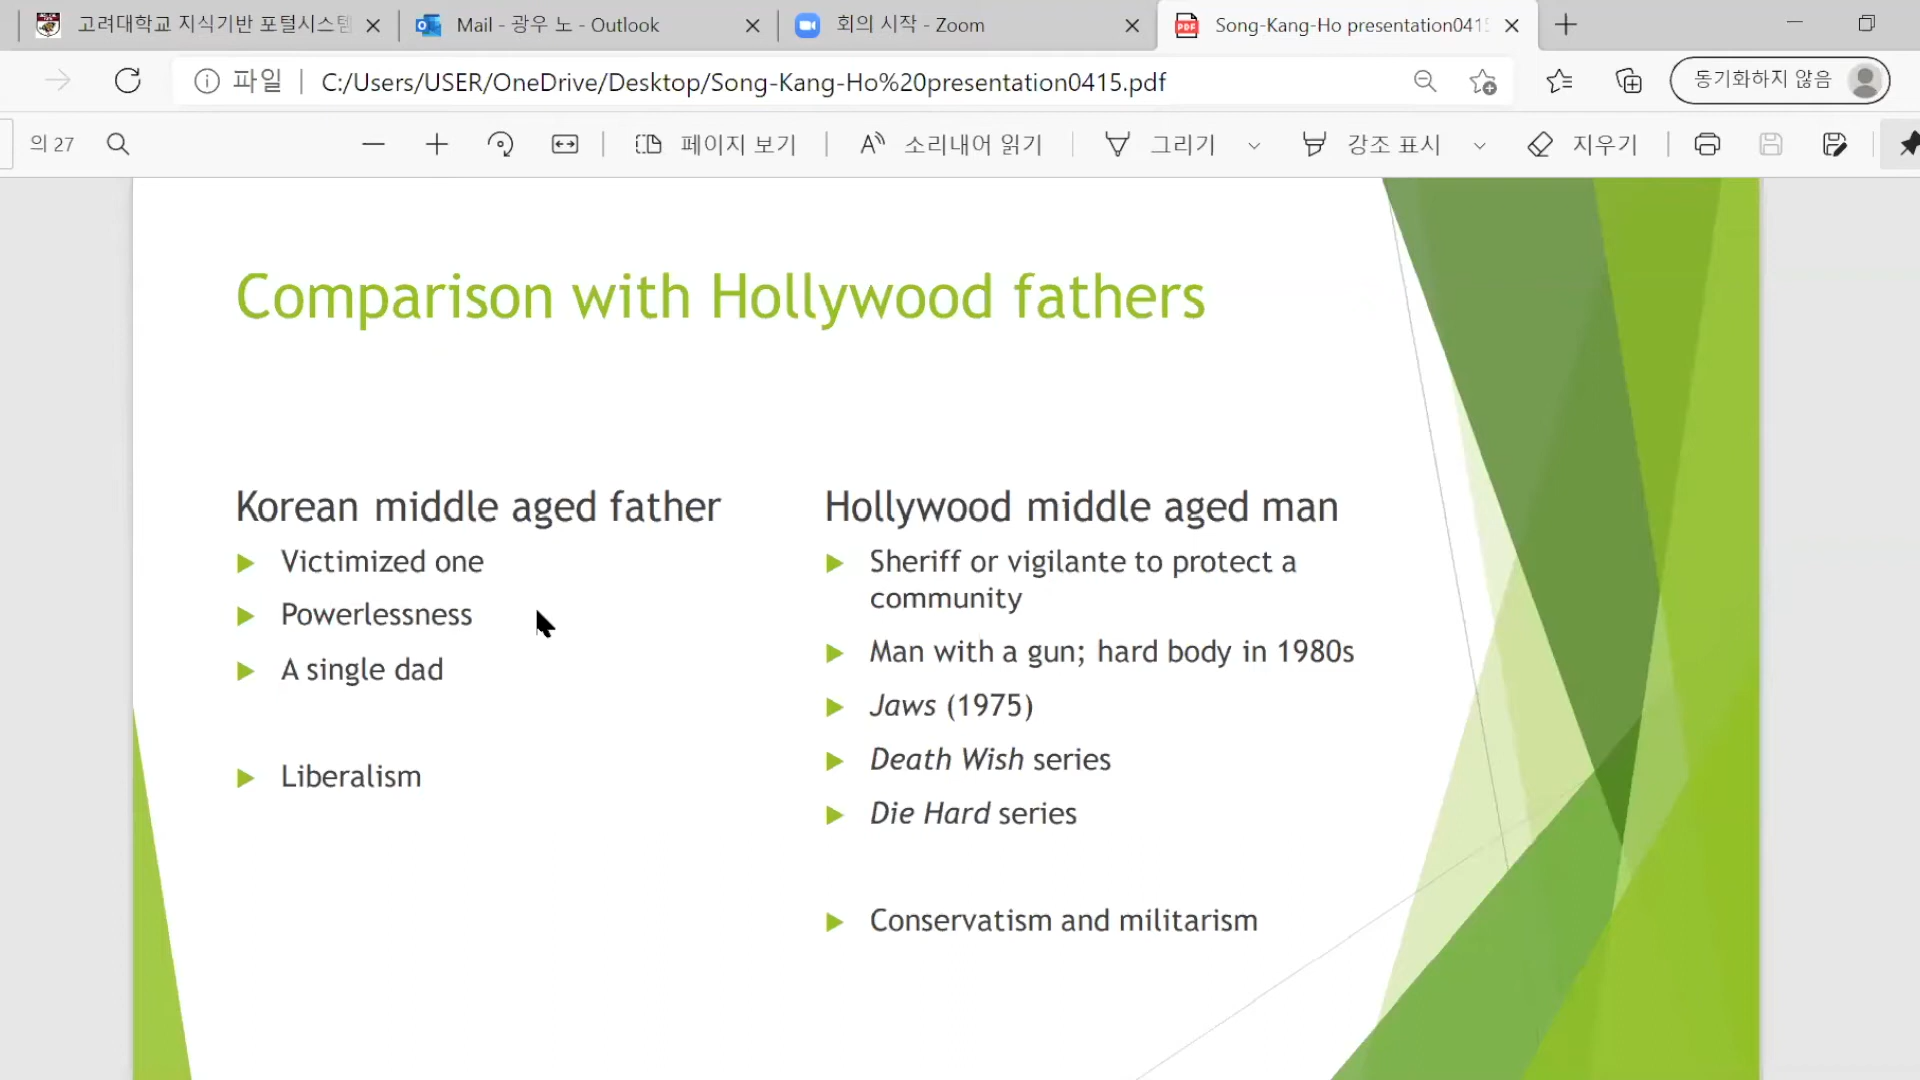 고려대학교 지식기반 포털시스템
Mail - 광우 노 - Outlook
회의 시작 - Zoom
Song-Kang-Ho presentation0415
파일
C:/Users/USER/OneDrive/Desktop/Song-Kang-Ho%20presentation0415.pdf
동기화하지 않음
의 27
페이지 보기
소리내어 읽기
그리기
강조 표시
지우기
Comparison with Hollywood fathers
Korean middle aged father
Victimized one
Powerlessness
A single dad
Liberalism
Hollywood middle aged man
Sheriff or vigilante to protect a
community
Man with a gun; hard body in 1980s
Jaws (1975)
Death Wish series
Die Hard series
Conservatism and militarism